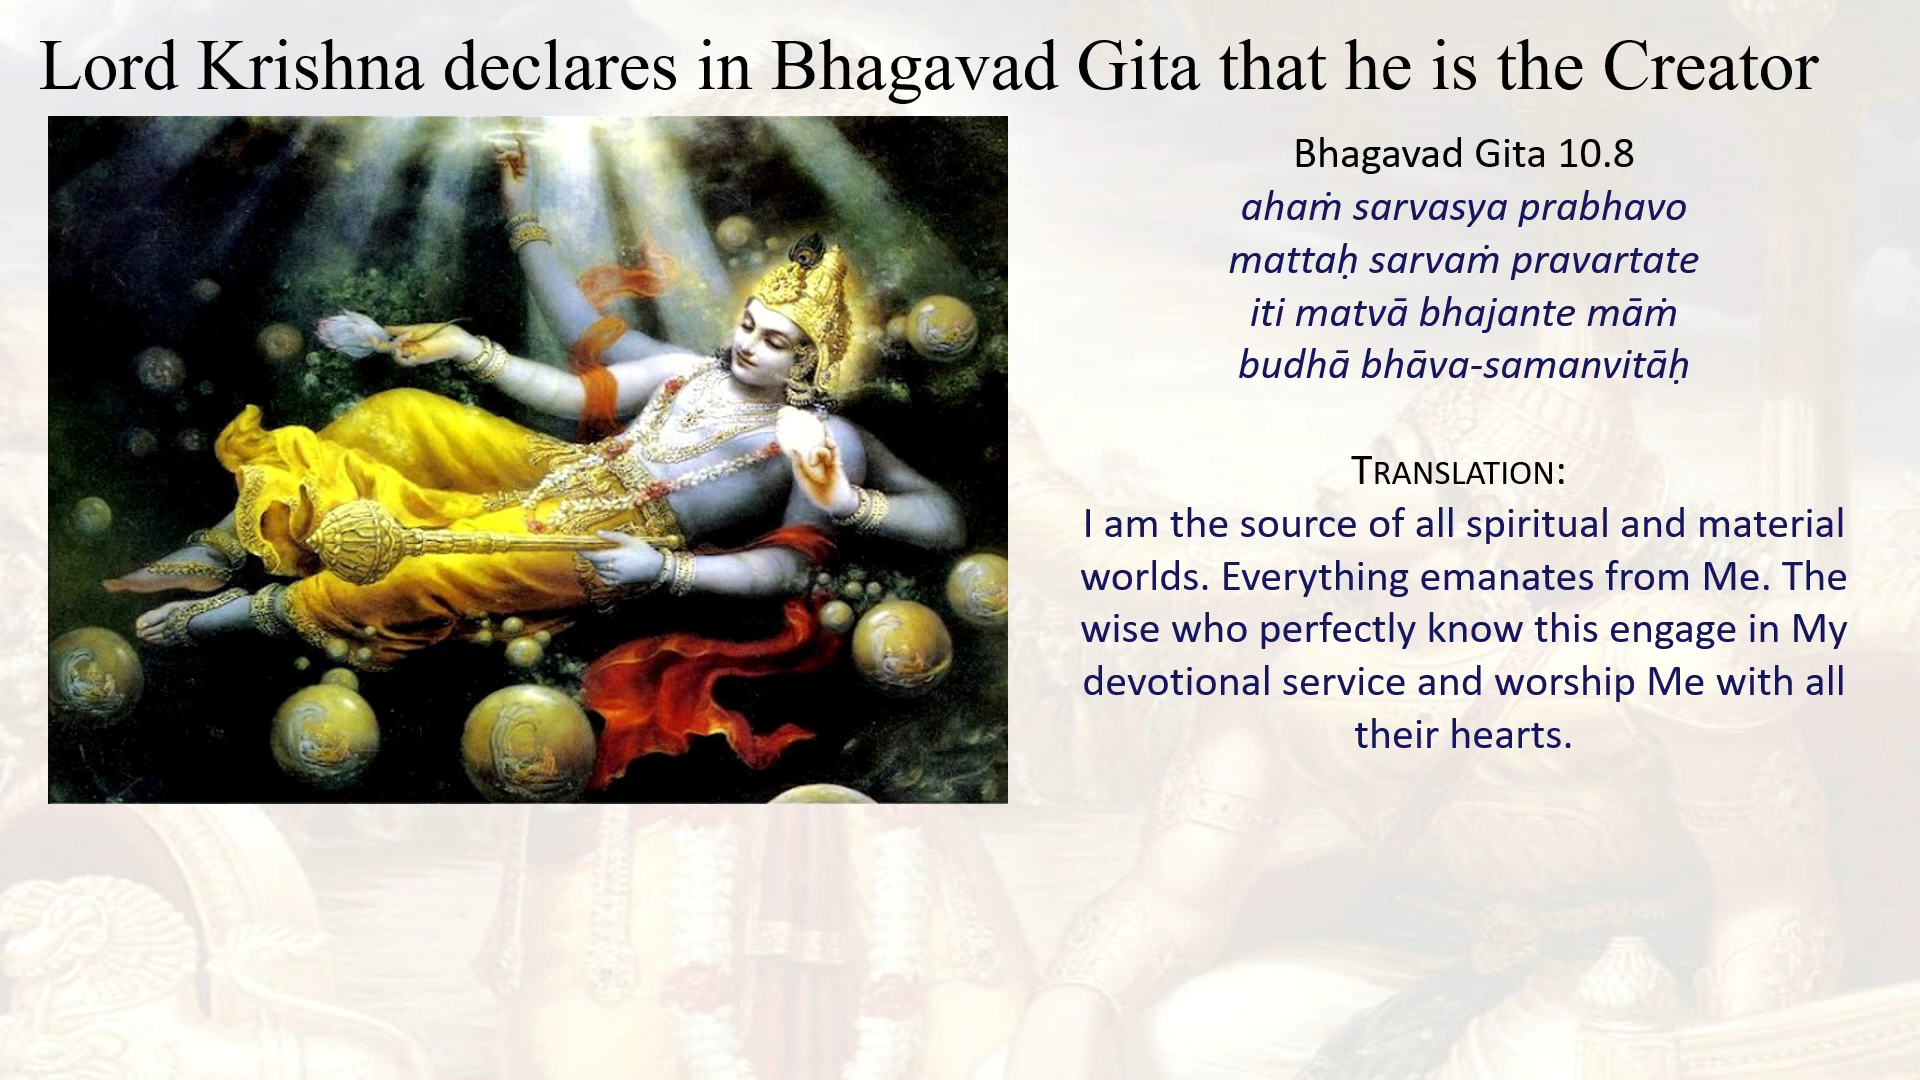 Lord Krishna declares in Bhagavad Gita that he is the Creator
Bhagavad Gita 10.8
ahaṁ sarvasya prabhavo
mattaḥ sarvaṁ pravartate
iti matvā bhajante māṁ
budhā bhāva-samanvitāḥ
TRANSLATION:
I am the source of all spiritual and material
worlds. Everything emanates from Me. The
wise who perfectly know this engage in My
devotional service and worship Me with all
their hearts.